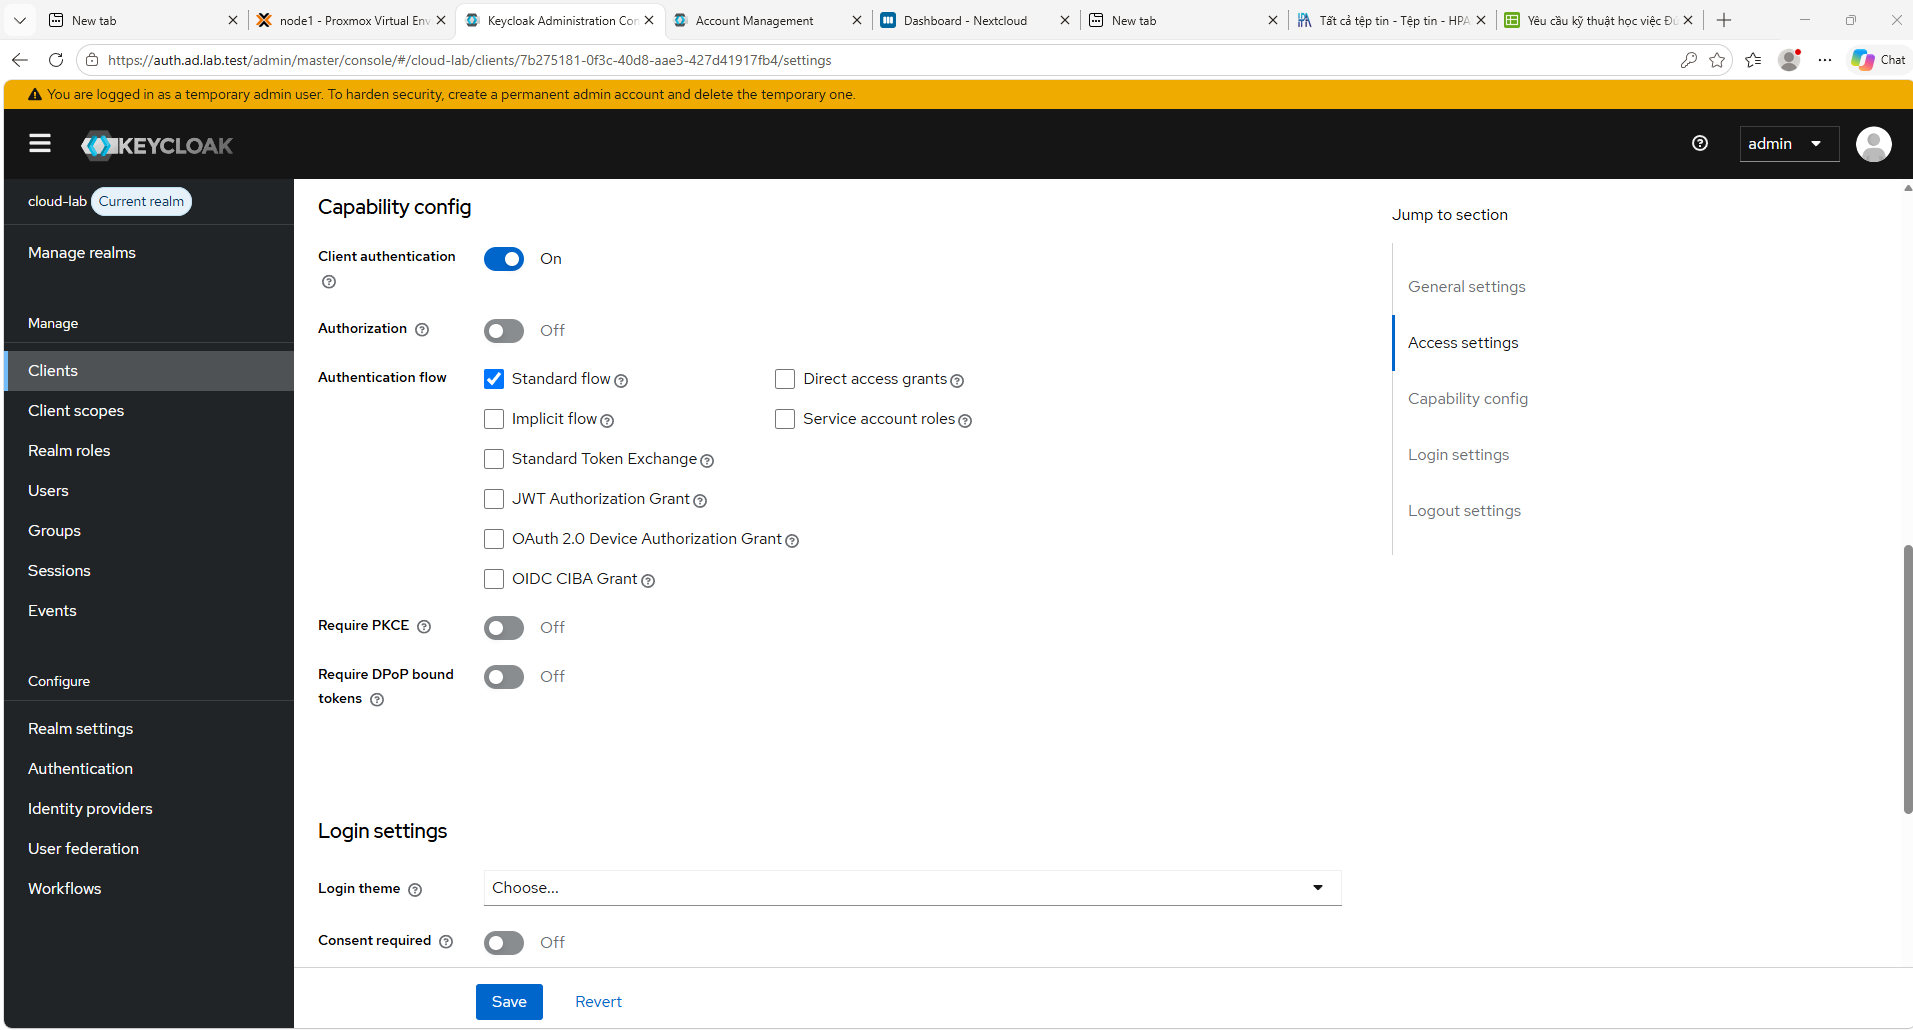 New tab
node1 - Proxmox Virtual Env
Keycloak Administration Con
Account Management
Dashboard - Nextcloud
New tab
Tất cả tệp tin - Tệp tin - HPA
Yêu cầu kỹ thuật học việc Đứ
https://auth.ad.lab.test/admin/master/console/#/cloud-lab/clients/7b275181-0f3c-40d8-aae3-427d41917fb4/settings
Chat
You are logged in as a temporary admin user. To harden security, create a permanent admin account and delete the temporary one.
KEYCLOAK
admin
cloud-lab Current realm
Manage realms
Manage
Clients
Client scopes
Realm roles
Users
Groups
Sessions
Events
Configure
Realm settings
Authentication
Identity providers
User federation
Workflows
Capability config
Client authentication
On
Authorization
Off
Authentication flow
Standard flow
Direct access grants
Implicit flow
Service account roles
Standard Token Exchange
JWT Authorization Grant
OAuth 2.0 Device Authorization Grant
OIDC CIBA Grant
Require PKCE
Off
Require DPoP bound
tokens
Off
Login settings
Login theme
Choose...
Consent required
Off
Save
Revert
Jump to section
General settings
Access settings
Capability config
Login settings
Logout settings